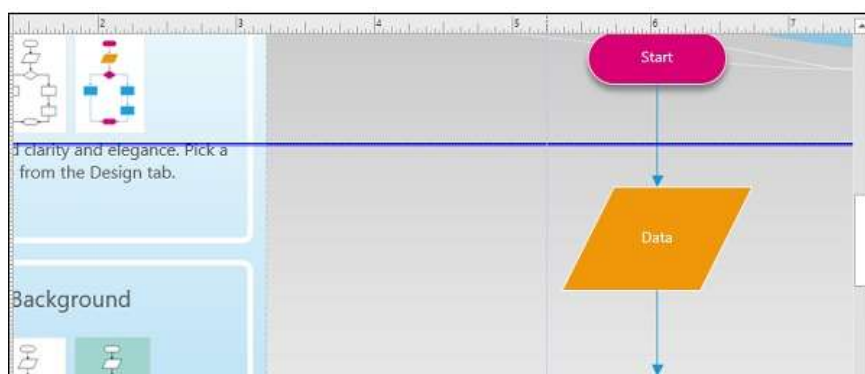 2 3 4 5 6 7
Start
clarity and elegance. Pick a
from the Design tab.
Data
Background